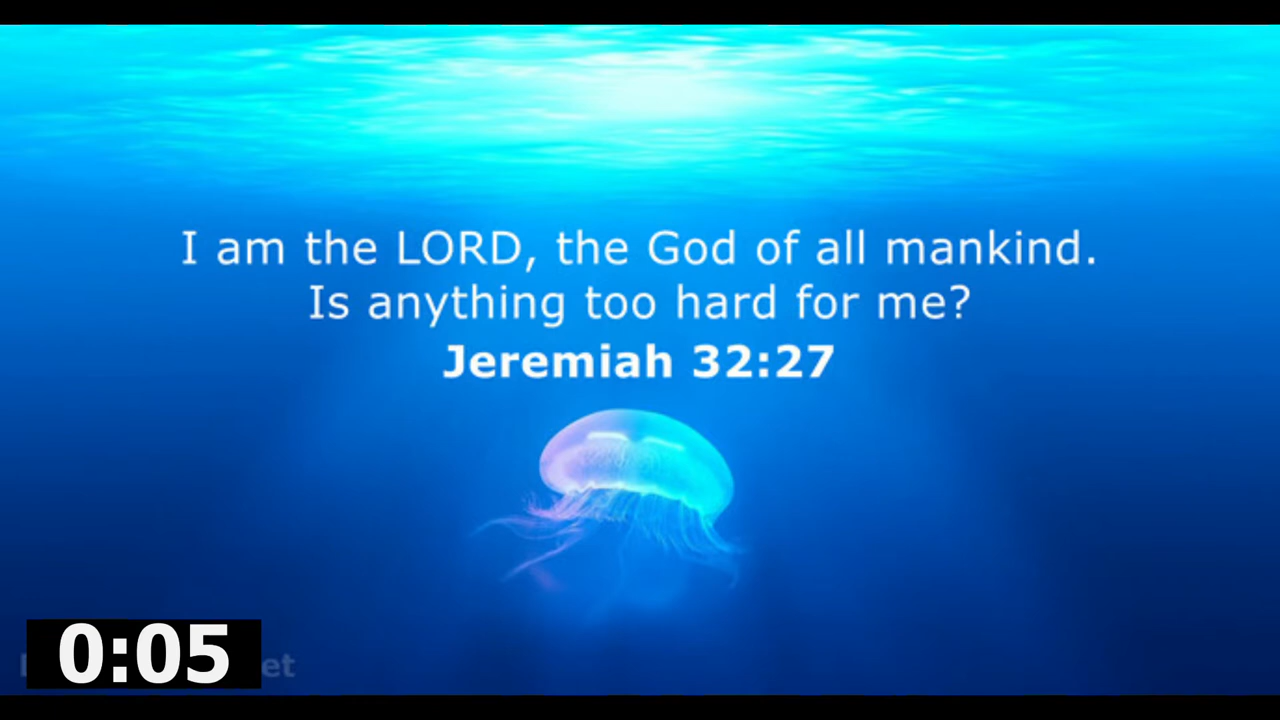 I am the LORD, the God of all mankind.
Is anything too hard for me?
Jeremiah 32:27
0:05